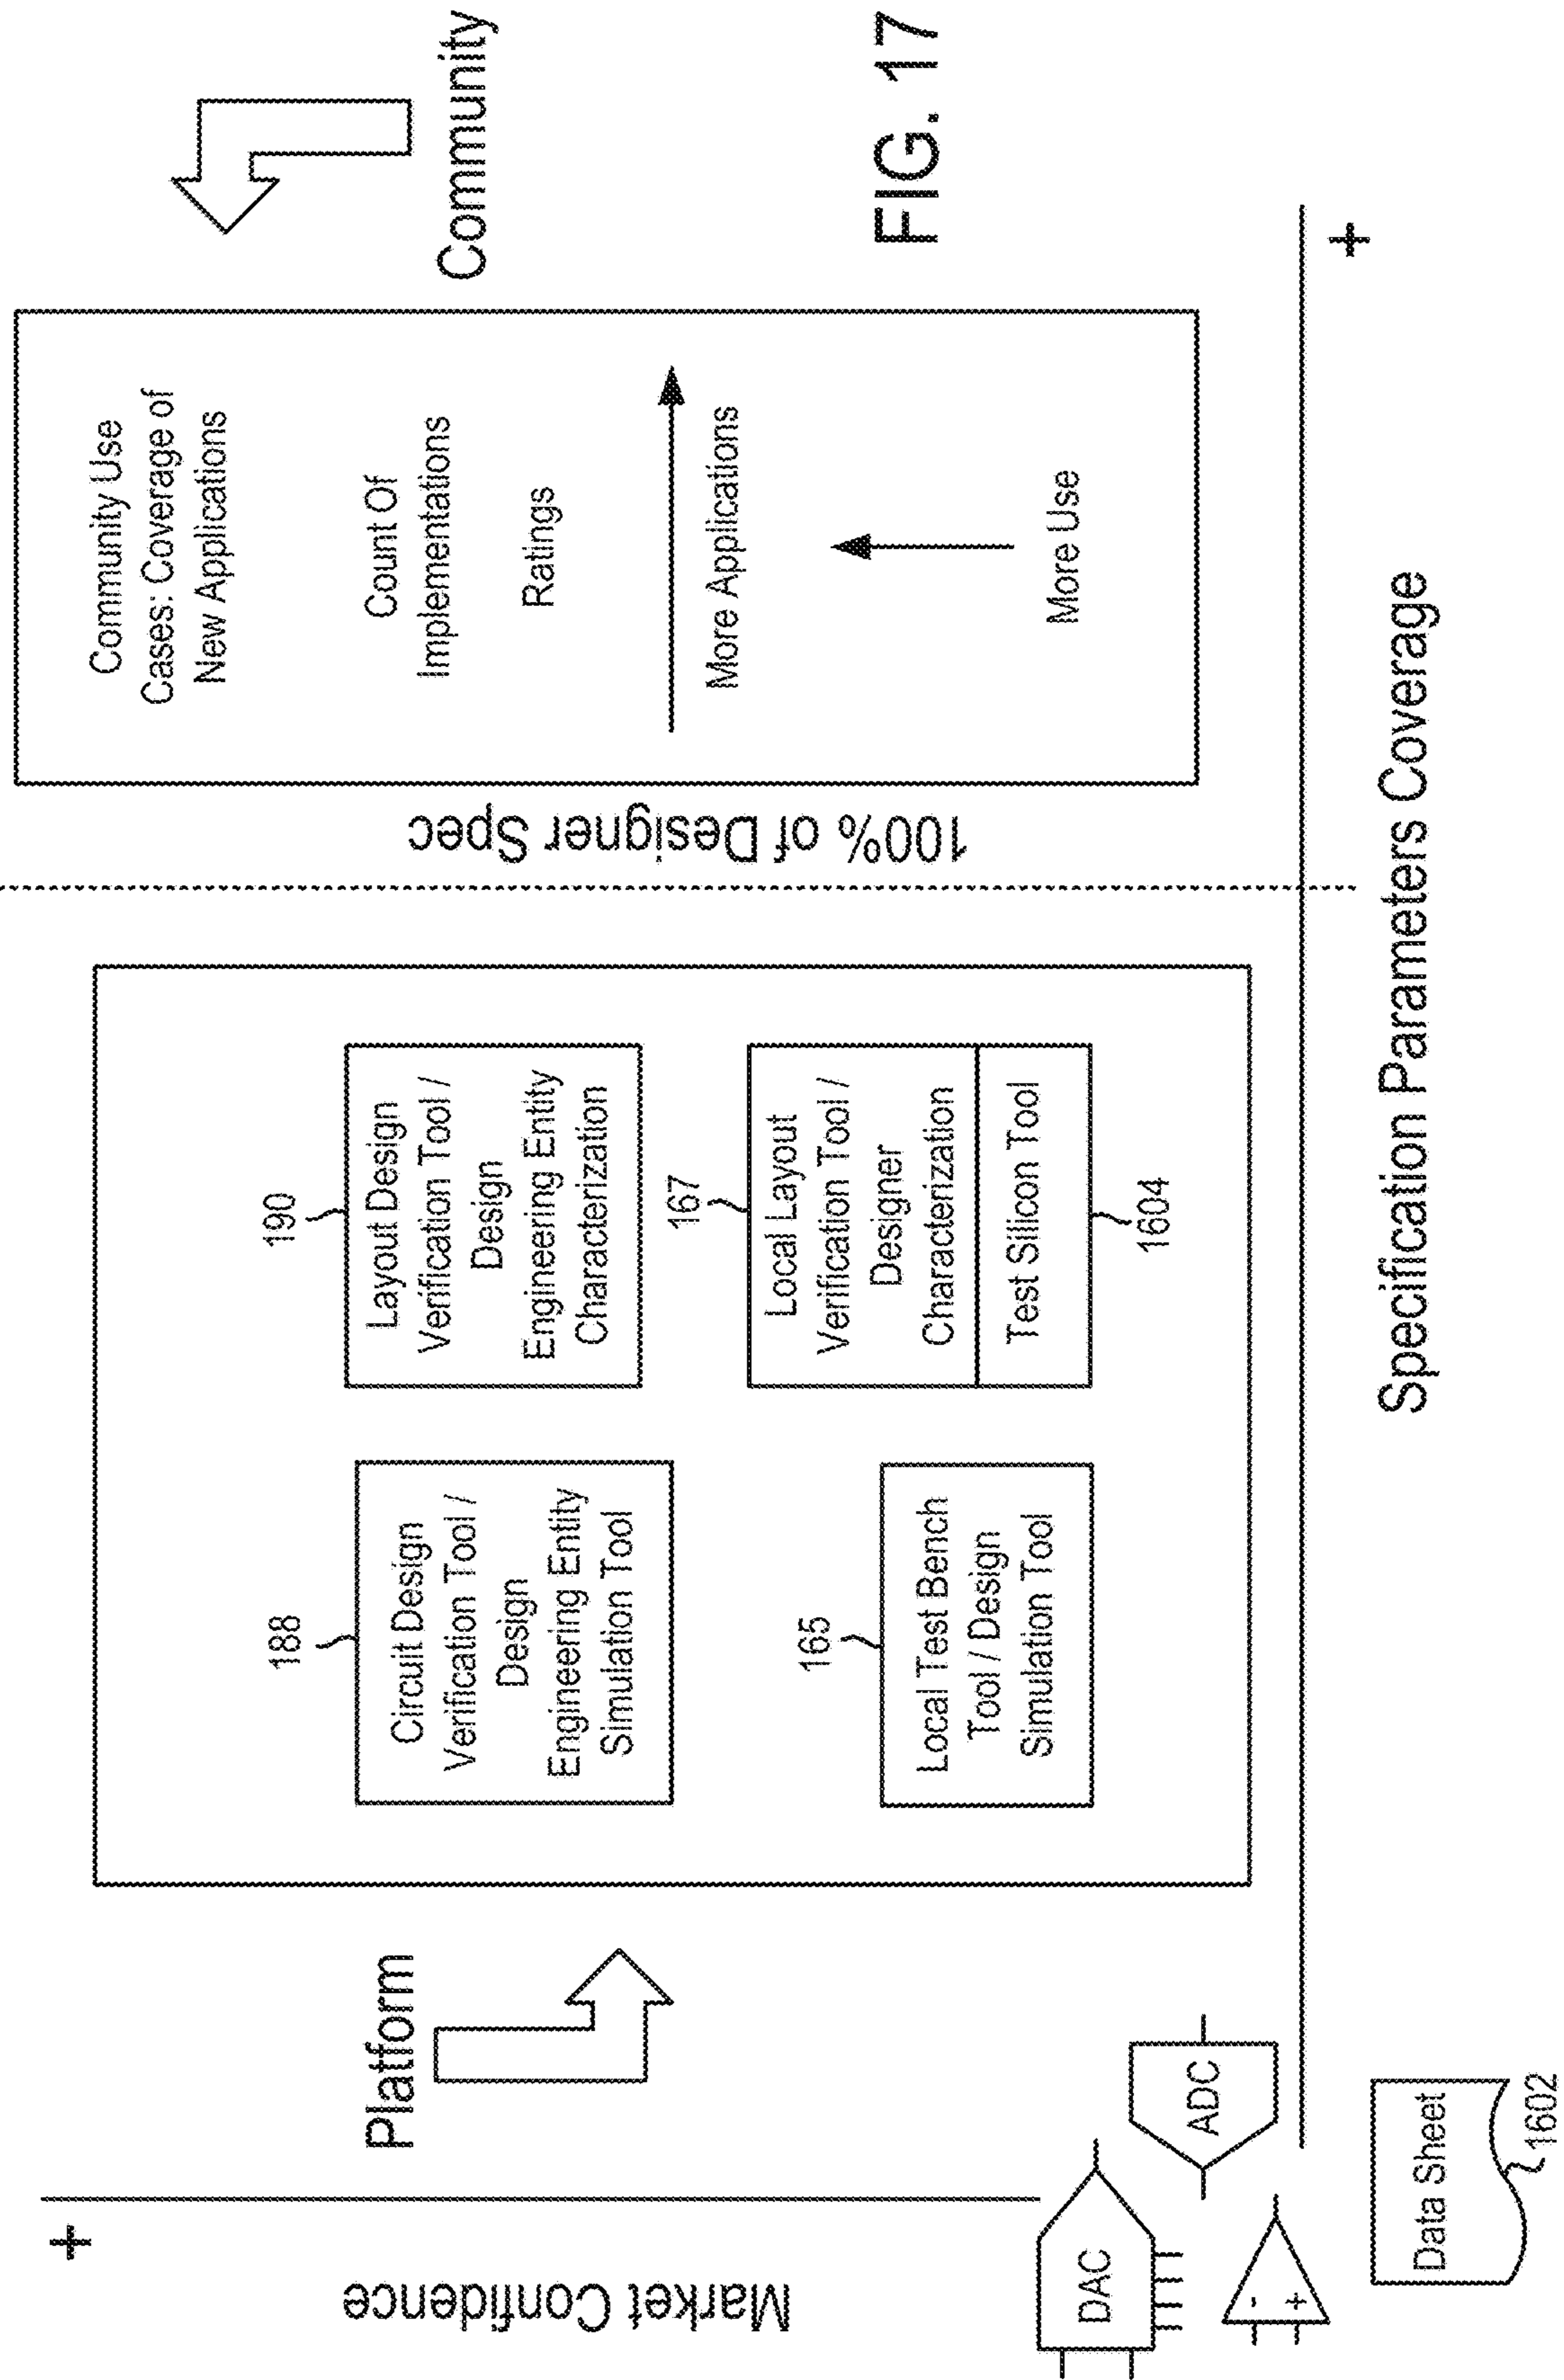 +
Market Confidence
Platform
188
Circuit Design
Verification Tool /
Design
Engineering Entity
Simulation Tool
190
Layout Design
Verification Tool /
Design
Engineering Entity
Characterization
165
Local Test Bench
Tool / Design
Simulation Tool
167
Local Layout
Verification Tool /
Designer
Characterization
Test Silicon Tool
1604
100% of Designer Spec
Community Use
Cases: Coverage of
New Applications
Count Of
Implementations
Ratings
More Applications
More Use
Community
DAC
ADC
-
+
Data Sheet
1602
Specification Parameters Coverage
+
FIG. 17